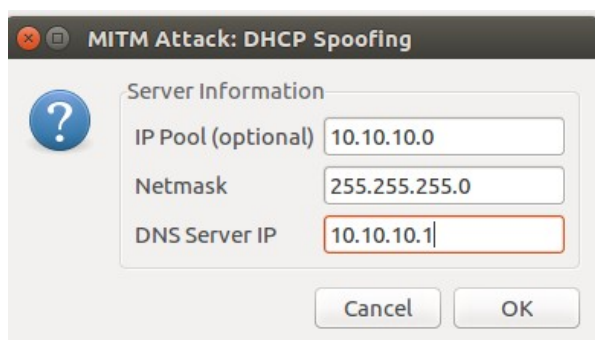 MITM Attack: DHCP Spoofing
Server Information
?
IP Pool (optional) 10.10.10.0
Netmask 255.255.255.0
DNS Server IP 10.10.10.1
Cancel OK